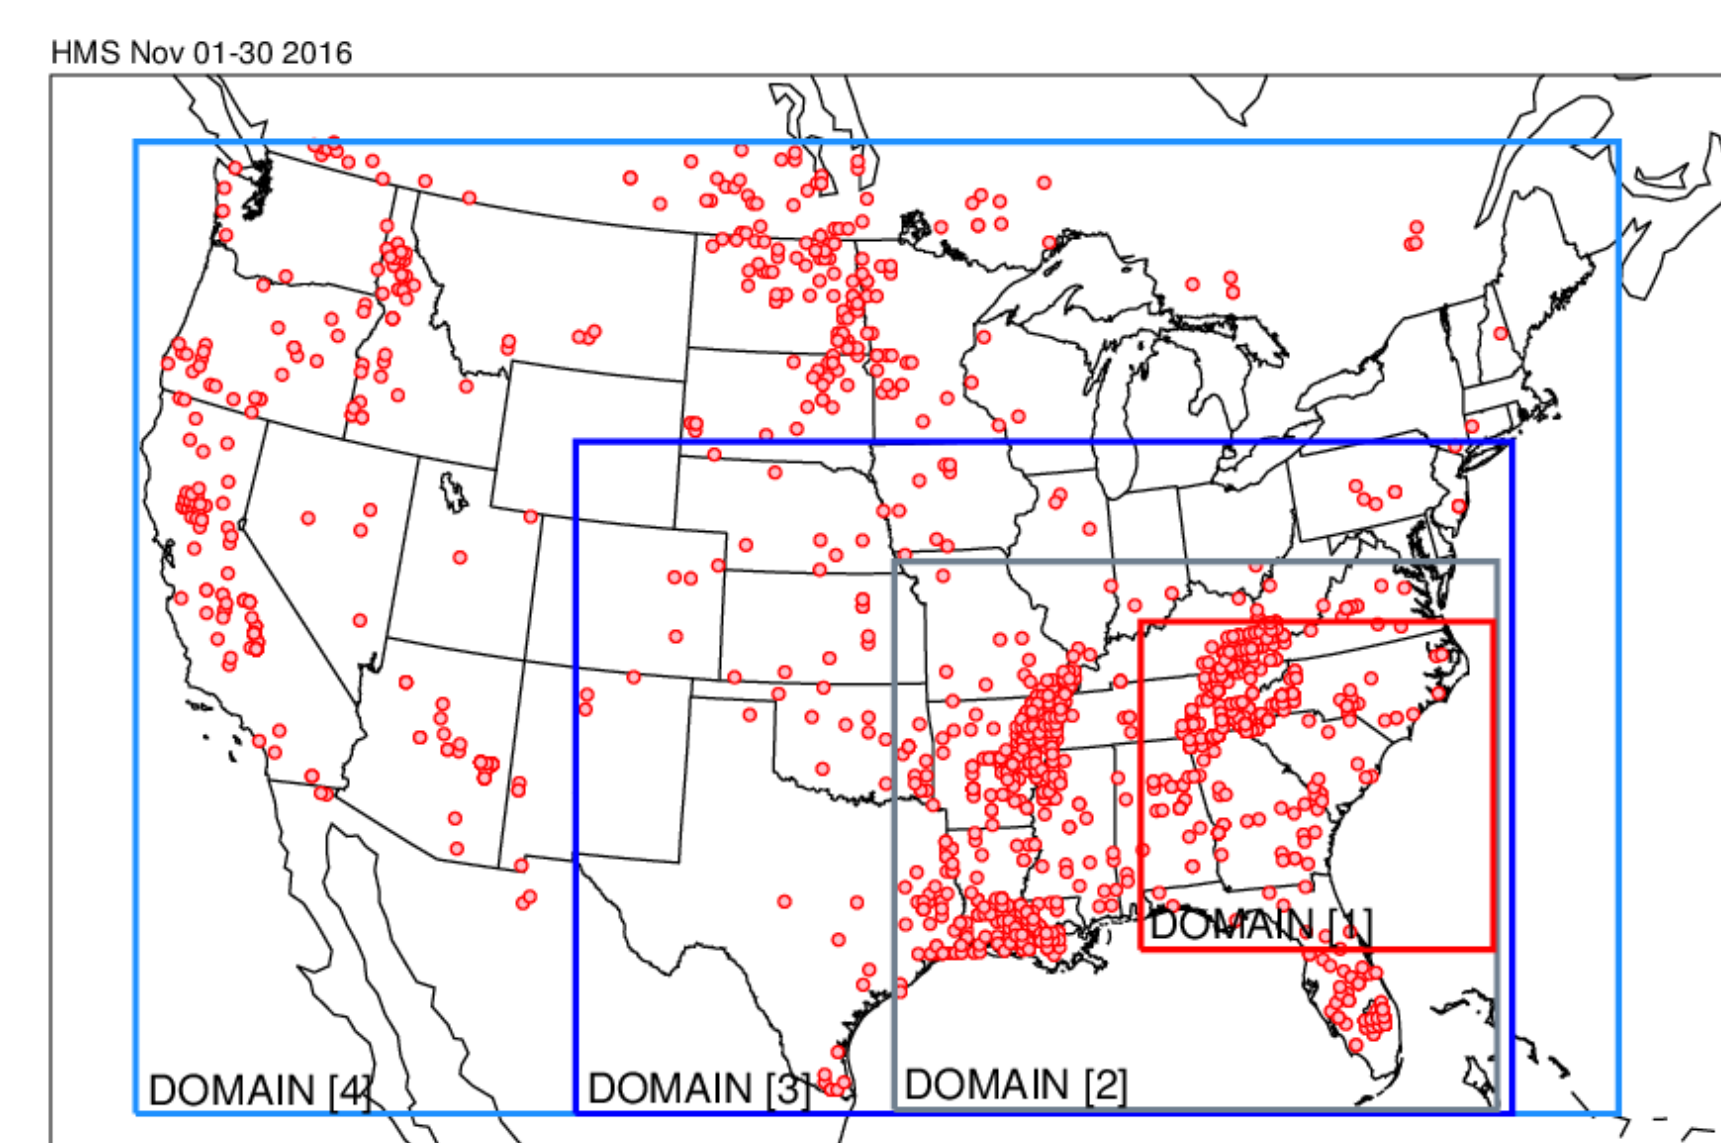 HMS Nov 01-30 2016
DOMAIN [1]
DOMAIN [4]
DOMAIN [3]
DOMAIN [2]